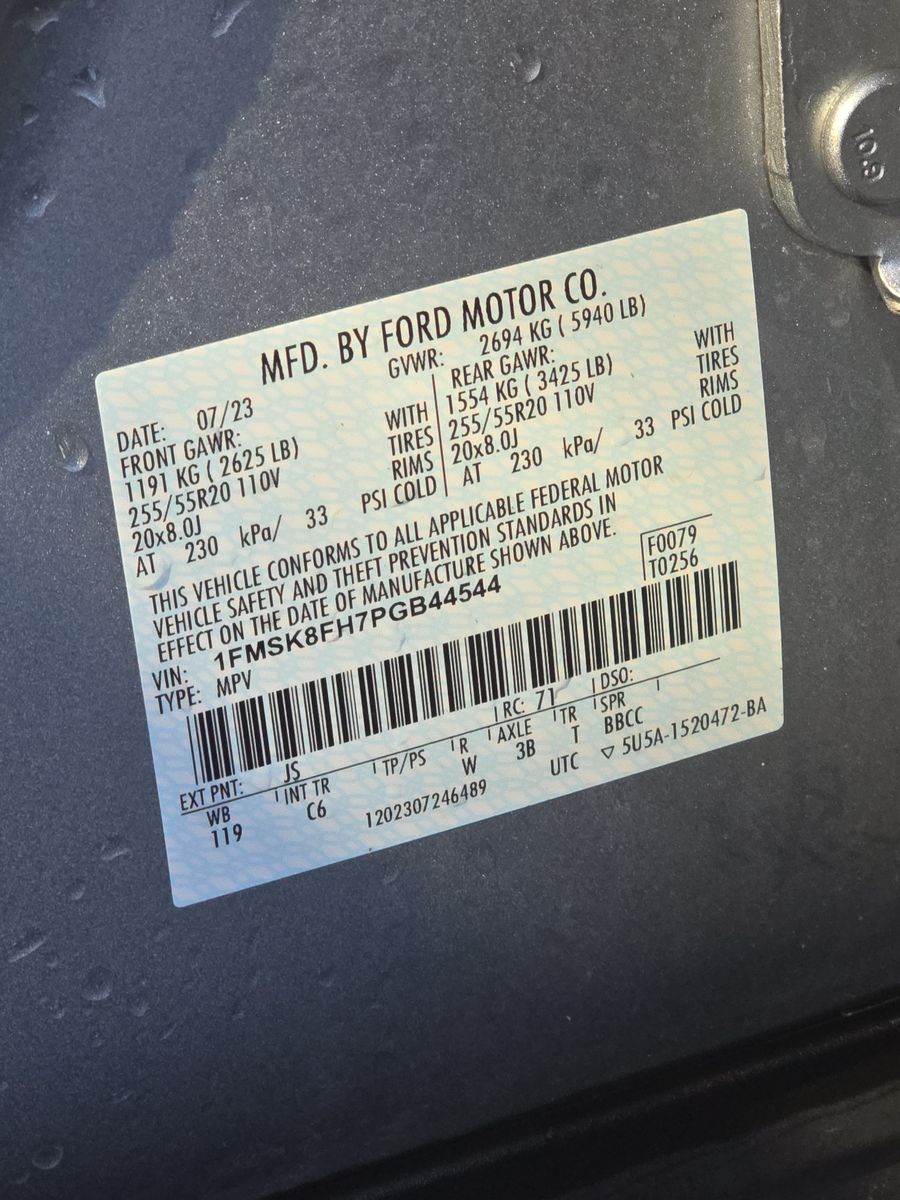 10.9
MFD. BY FORD MOTOR CO.
DATE: 07/23 GVWR: 2694 KG ( 5940 LB)
FRONT GAWR: REAR GAWR:
1191 KG ( 2625 LB) WITH 1554 KG ( 3425 LB) WITH
255/55R20 110V TIRES 255/55R20 110V TIRES
20x8.0J RIMS 20x8.0J RIMS
AT 230 kPa/ 33 PSI COLD AT 230 kPa/ 33 PSI COLD
THIS VEHICLE CONFORMS TO ALL APPLICABLE FEDERAL MOTOR
VEHICLE SAFETY AND THEFT PREVENTION STANDARDS IN
EFFECT ON THE DATE OF MANUFACTURE SHOWN ABOVE.
F0079
T0256
VIN: 1FMSK8FH7PGB44544
TYPE: MPV
EXT PNT: JS RC: 71 DSO:
WB INT TR TP/PS R AXLE TR SPR
119 C6 W 3B T BBCC
1202307246489 UTC ▽ 5U5A-1520472-BA